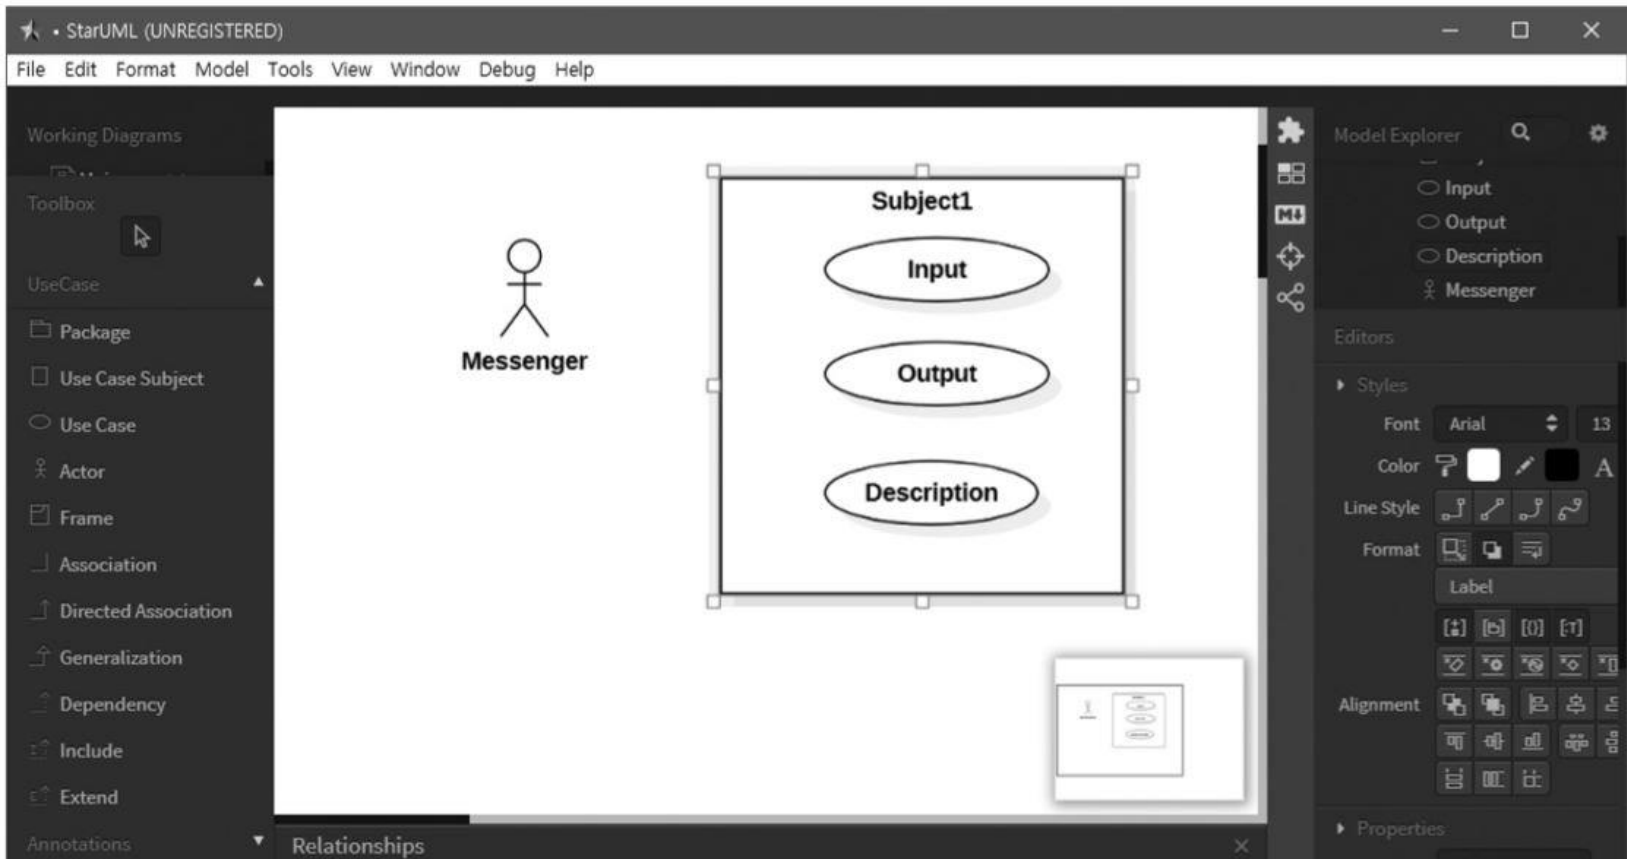 • StarUML (UNREGISTERED)
File Edit Format Model Tools View Window Debug Help
Working Diagrams
Toolbox
UseCase
Package
Use Case Subject
Use Case
Actor
Frame
Association
Directed Association
Generalization
Dependency
Include
Extend
Annotations
Messenger
Subject1
Input
Output
Description
Relationships
M
Model Explorer
Input
Output
Description
Messenger
Editors
Styles
Font Arial 13
Color A
Line Style
Format
Label
Alignment
Properties